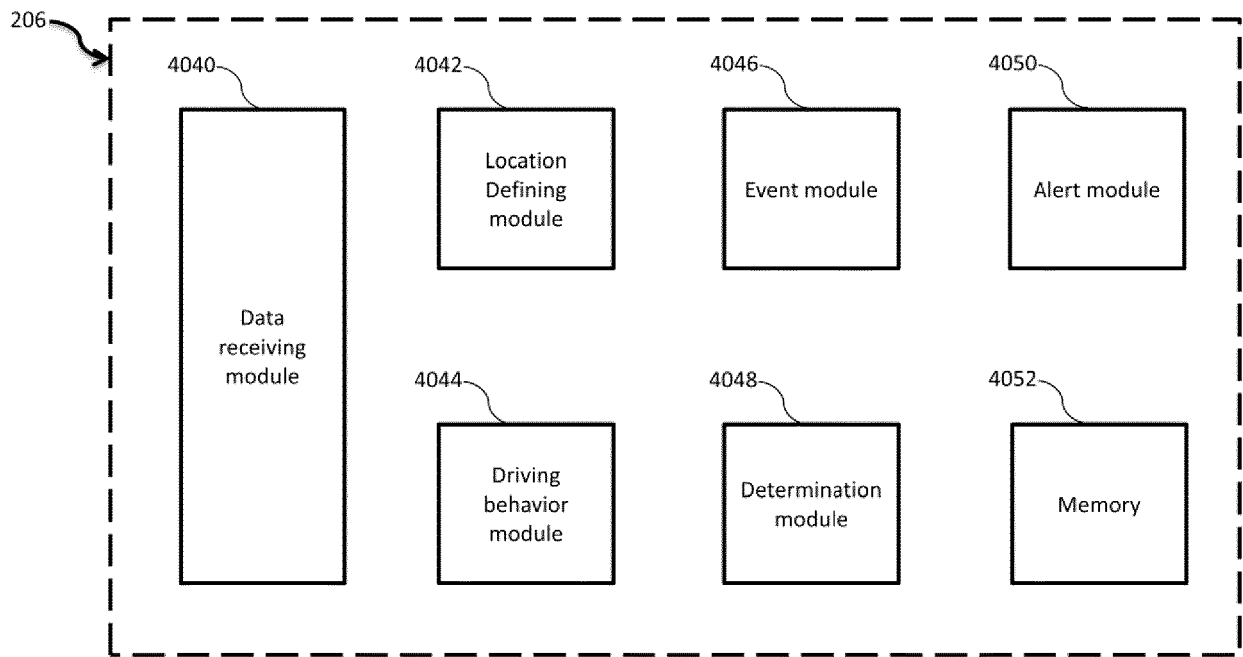 206
4040
4042
4046
4050
Location
Defining
module
Event module
Alert module
Data
receiving
module
4044
4048
4052
Driving
behavior
module
Determination
module
Memory